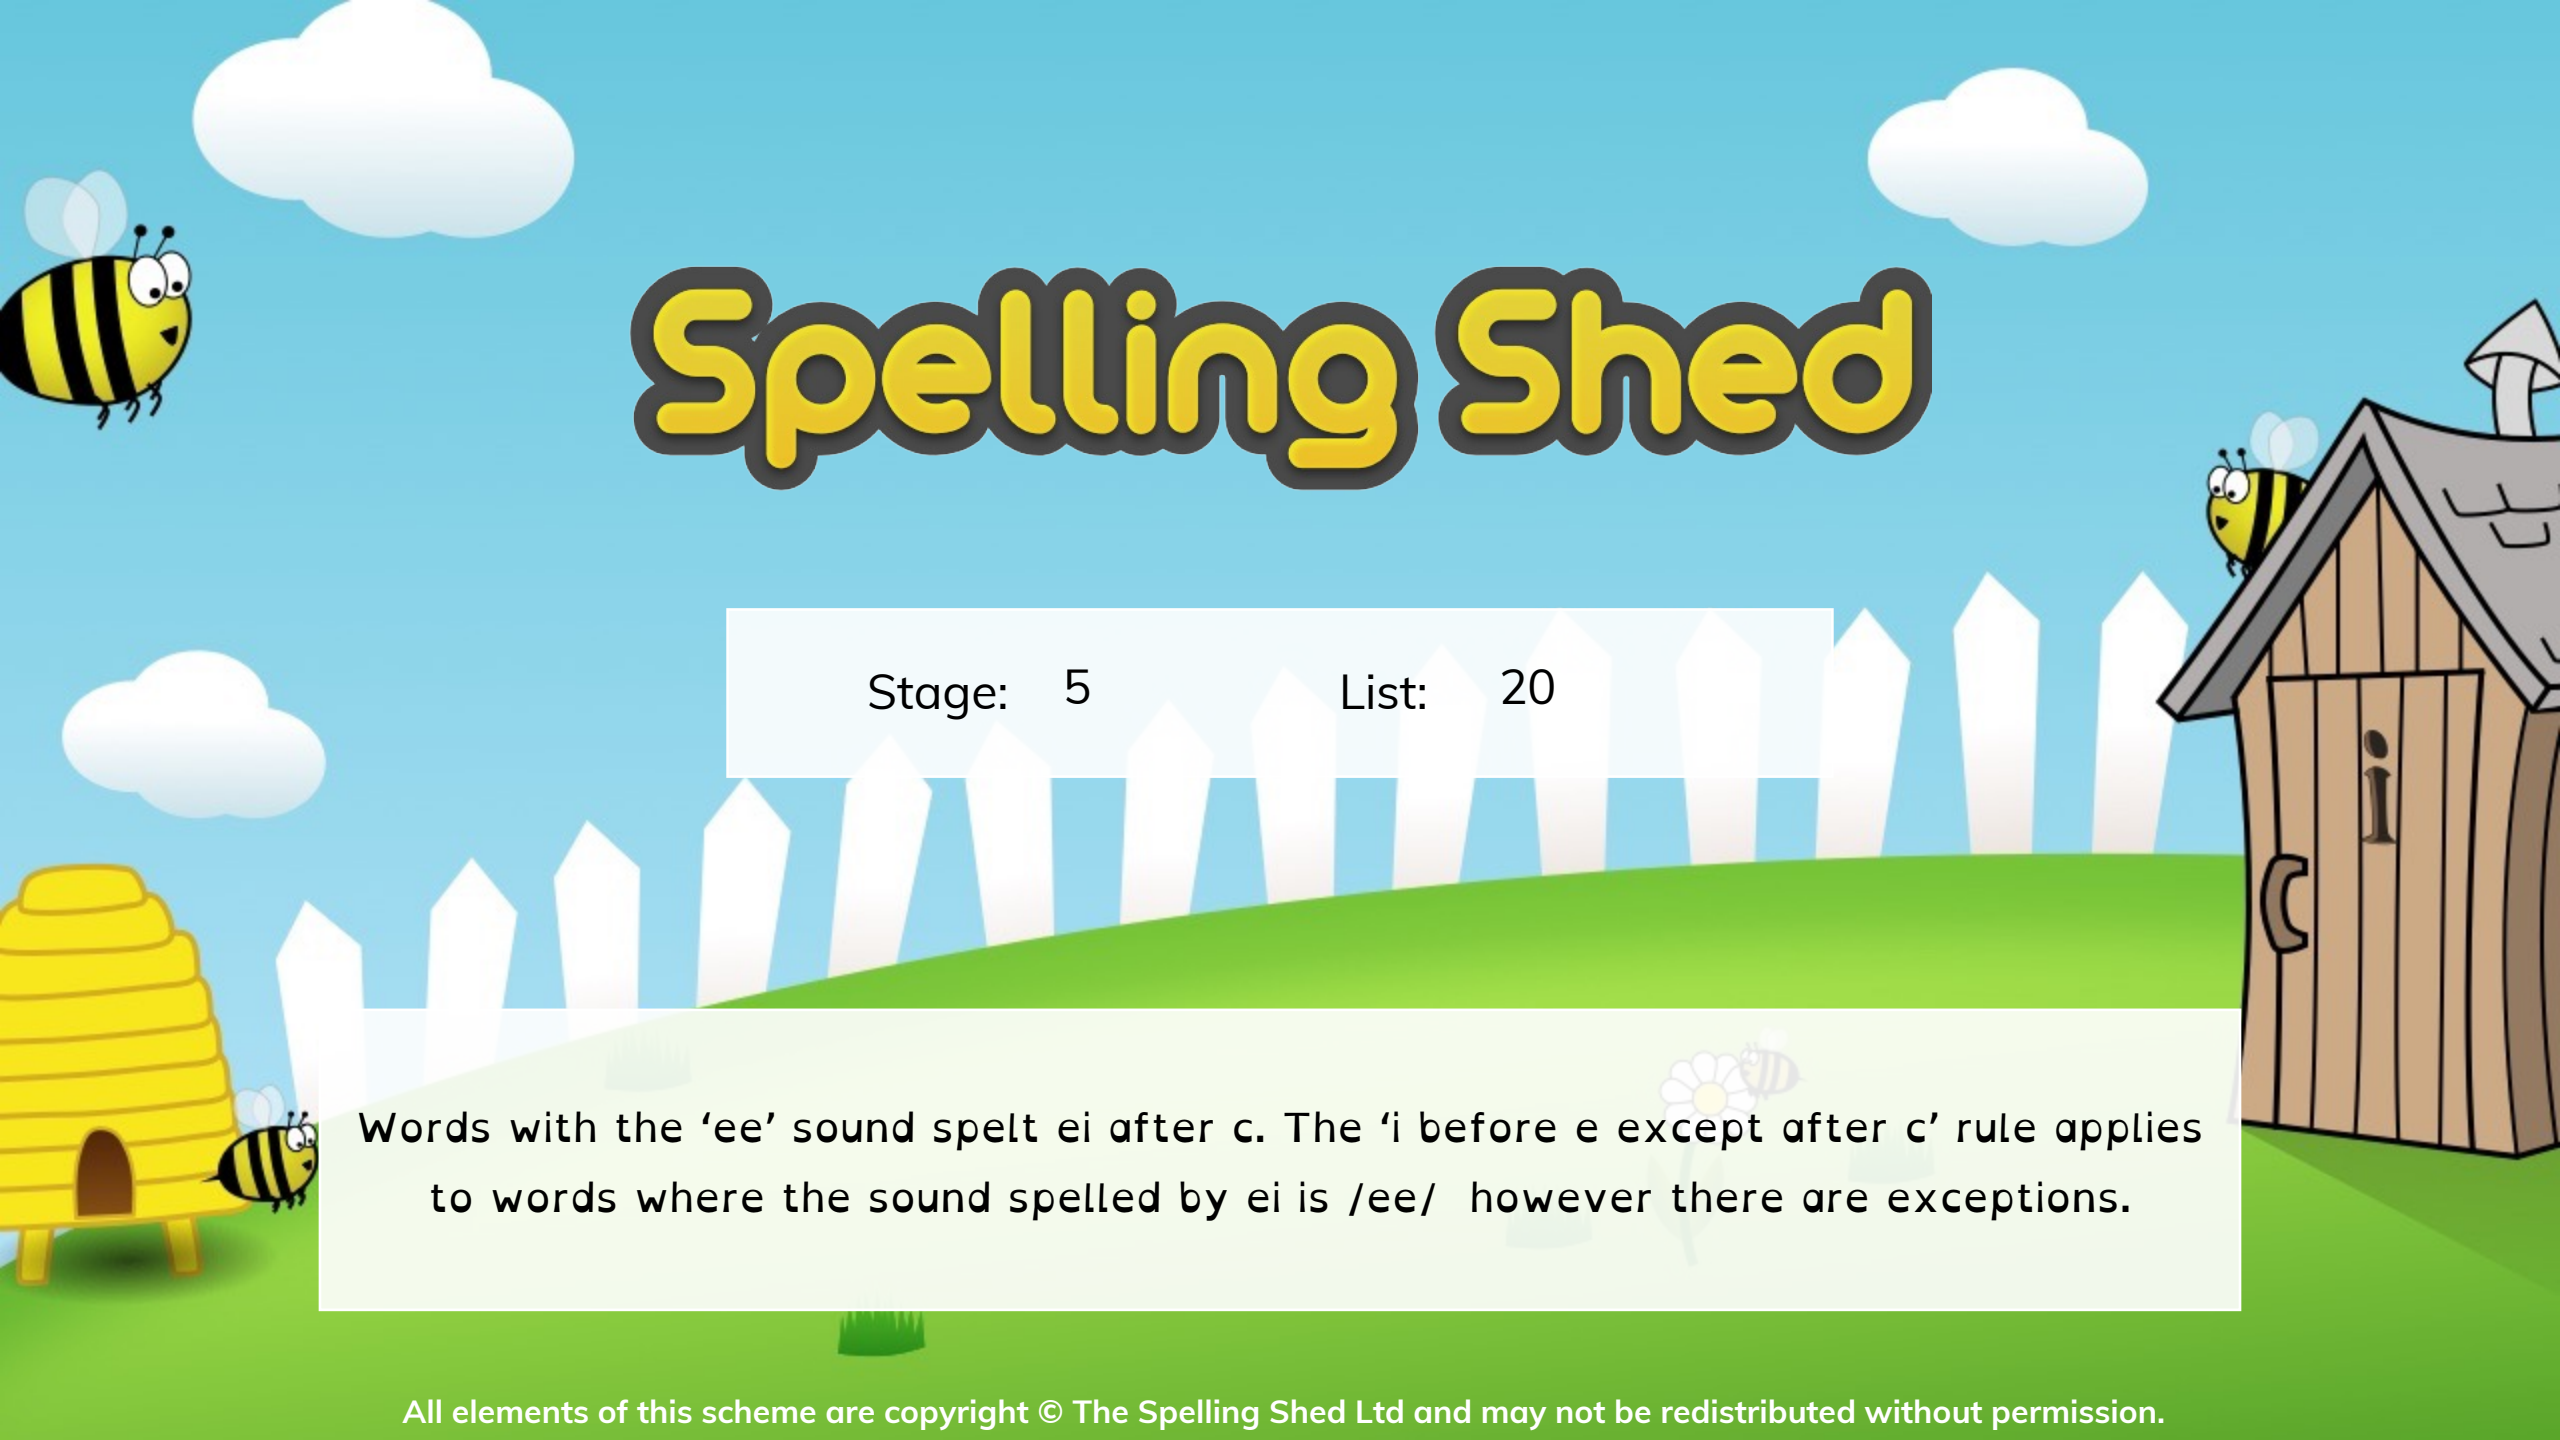 Spelling Shed
Stage: 5 List: 20
i
Words with the ‘ee’ sound spelt ei after c. The ‘i before e except after c’ rule applies
to words where the sound spelled by ei is /ee/  however there are exceptions.
All elements of this scheme are copyright © The Spelling Shed Ltd and may not be redistributed without permission.